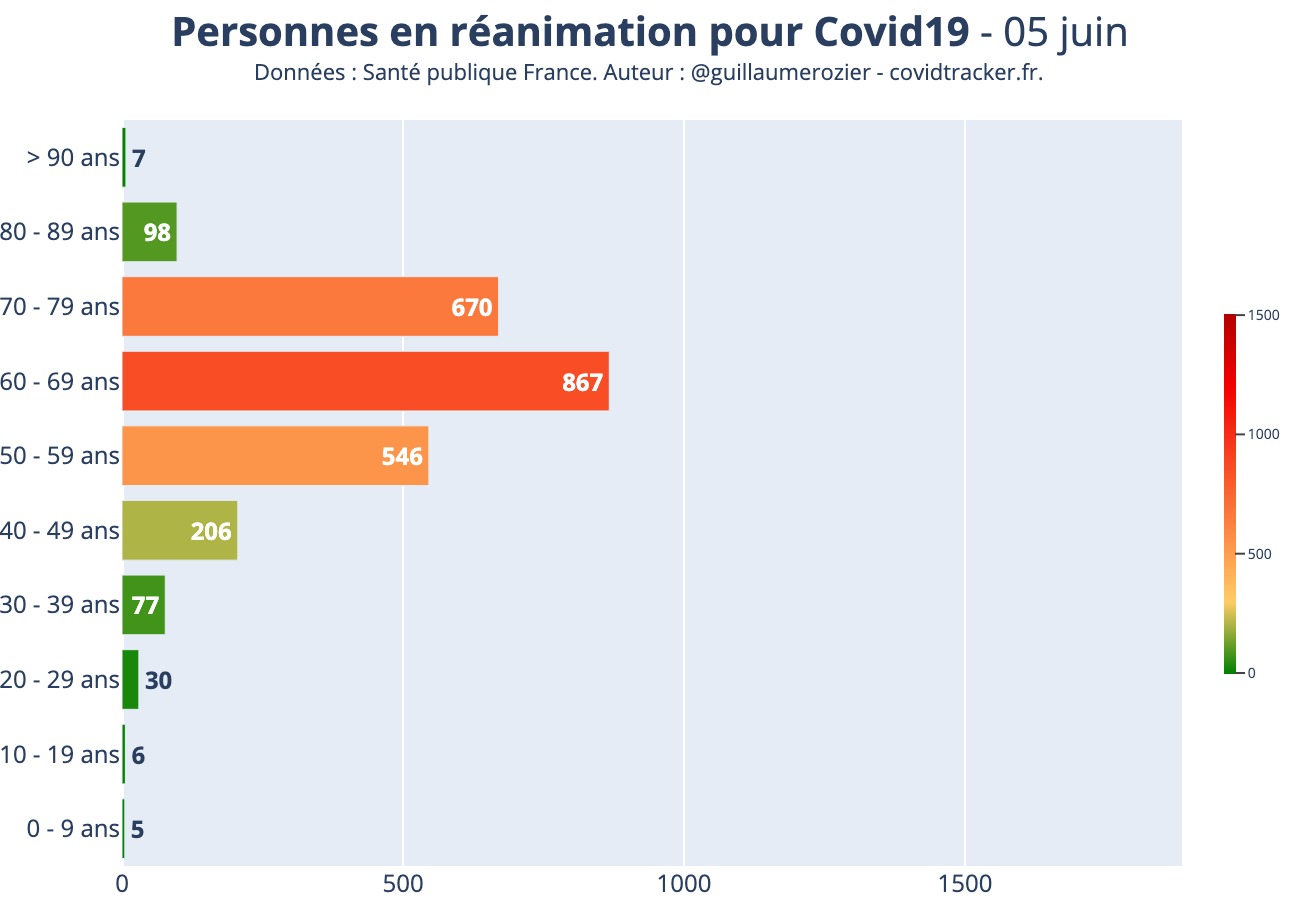 Personnes en réanimation pour Covid19 - 05 juin
Données : Santé publique France. Auteur : @guillaumerozier - covidtracker.fr.
> 90 ans 7
80 - 89 ans 98
70 - 79 ans 670
60 - 69 ans 867
50 - 59 ans 546
40 - 49 ans 206
30 - 39 ans 77
20 - 29 ans 30
10 - 19 ans 6
0 - 9 ans 5
0 500 1000 1500
1500
1000
500
0